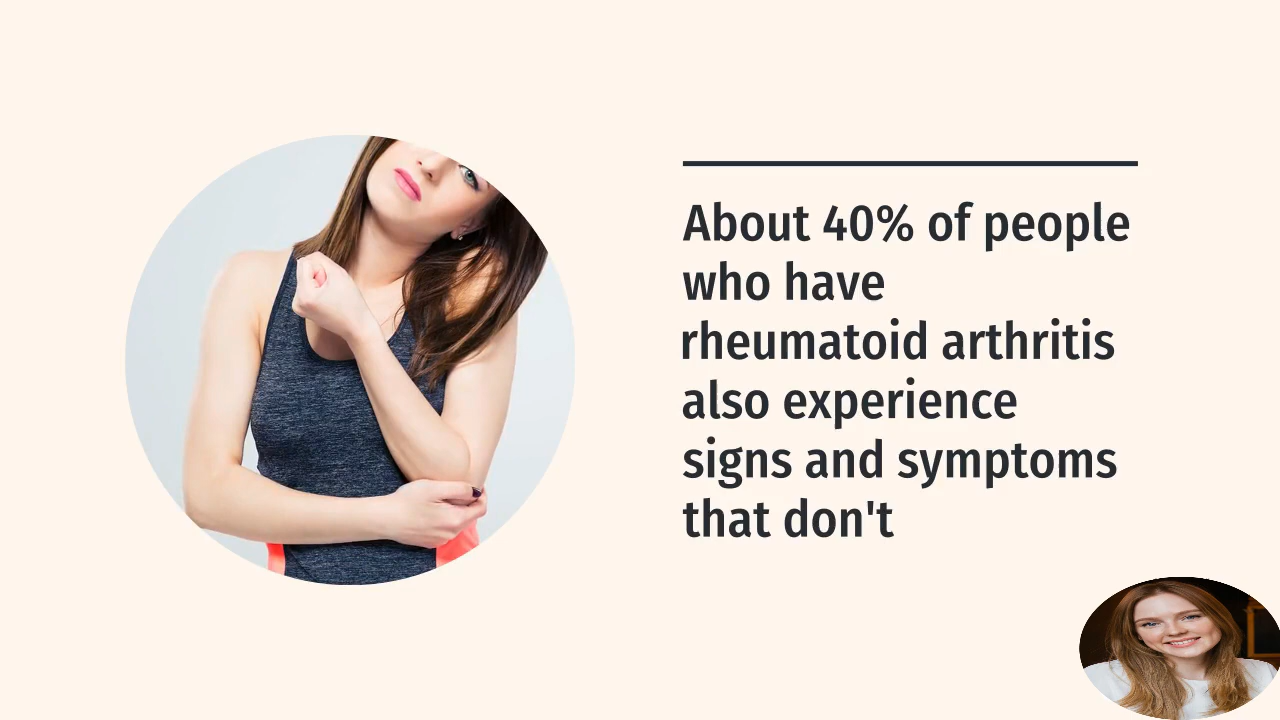 About 40% of people
who have
rheumatoid arthritis
also experience
signs and symptoms
that don't